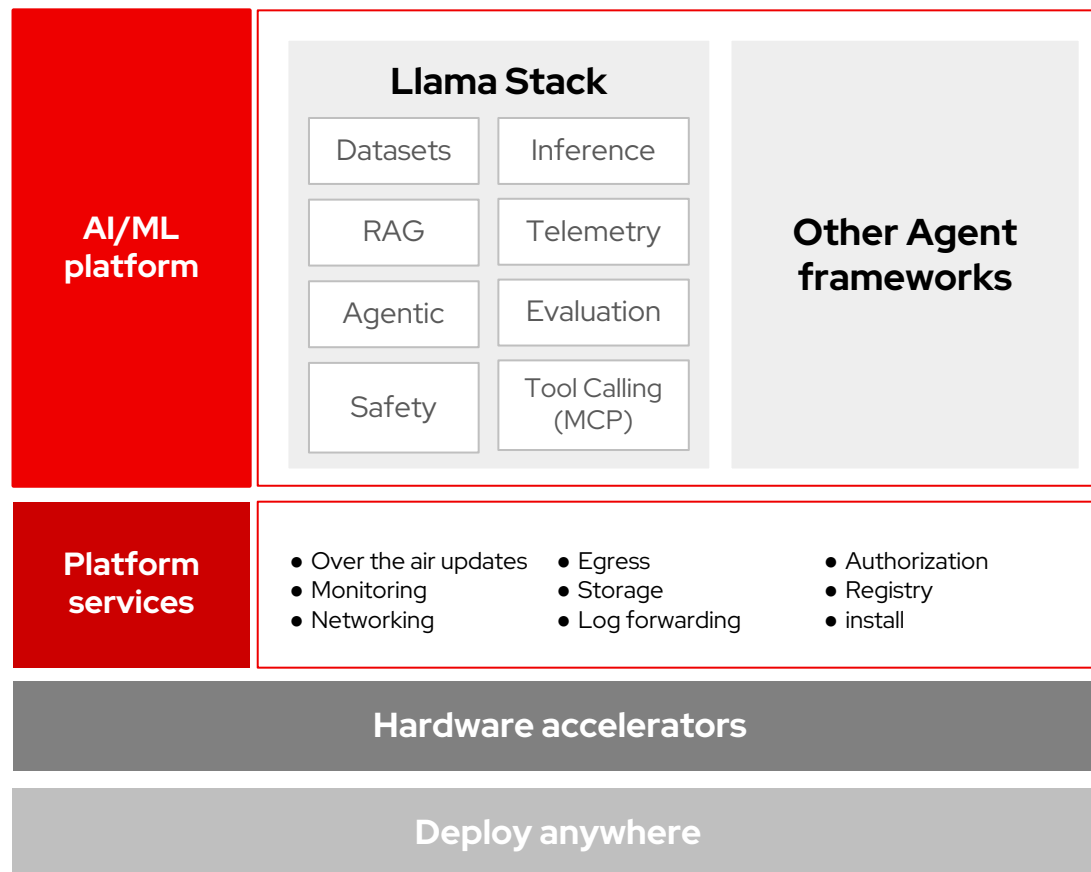 AI/ML
platform
Llama Stack
Datasets
Inference
RAG
Telemetry
Agentic
Evaluation
Safety
Tool Calling
(MCP)
Other Agent
frameworks
Platform
services
● Over the air updates
● Monitoring
● Networking
● Egress
● Storage
● Log forwarding
● Authorization
● Registry
● install
Hardware accelerators
Deploy anywhere